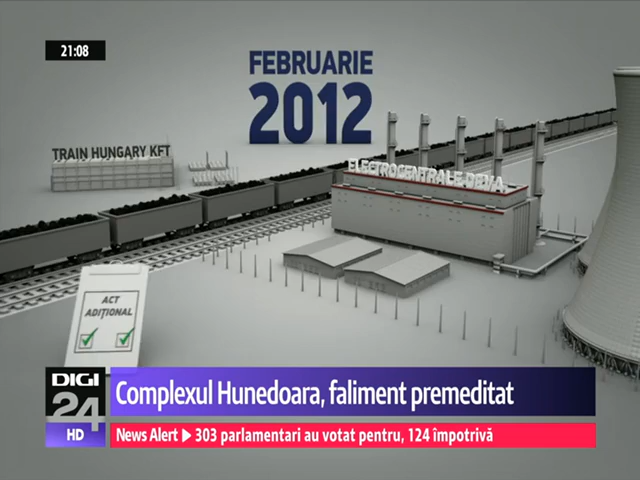 21:08
FEBRUARIE
2012
TRAIN HUNGARY KFT
ELECTROCENTRALE DEVA
ACT
ADIȚIONAL
DIGI
24
HD
Complexul Hunedoara, faliment premeditat
News Alert ▶ 303 parlamentari au votat pentru, 124 împotrivă